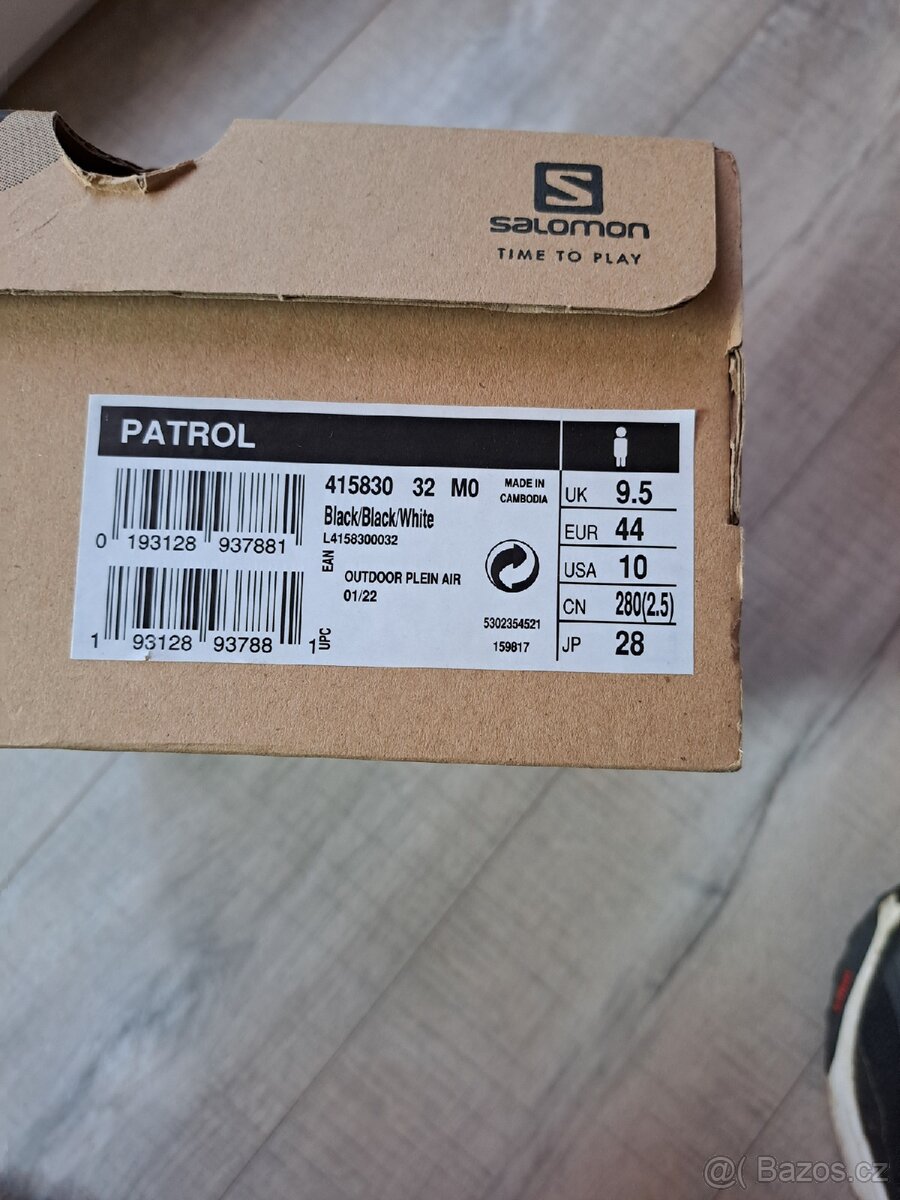 salomon
TIME TO PLAY
PATROL
415830 32 M0
MADE IN
CAMBODIA
Black/Black/White
L4158300032
0 193128 937881
EAN
OUTDOOR PLEIN AIR
01/22
5302354521
159817
1 93128 93788 1
UPC
UK 9.5
EUR 44
USA 10
CN 280(2.5)
JP 28
@( Bazos.cz